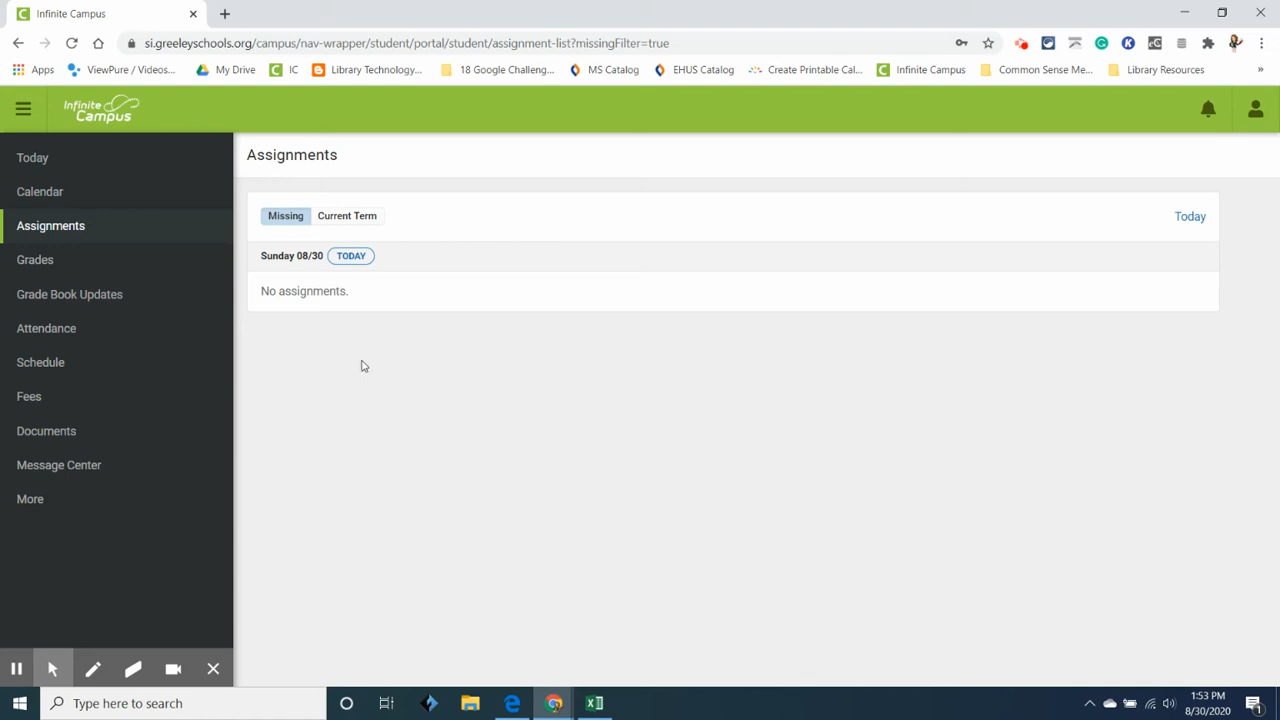 Infinite Campus
si.greeleyschools.org/campus/nav-wrapper/student/portal/student/assignment-list?missingFilter=true
Apps ViewPure / Videos... My Drive IC Library Technology... 18 Google Challeng... MS Catalog EHUS Catalog Create Printable Cal... Infinite Campus Common Sense Me... Library Resources »
Infinite
Campus
Today
Calendar
Assignments
Grades
Grade Book Updates
Attendance
Schedule
Fees
Documents
Message Center
More
Assignments
Missing Current Term Today
Sunday 08/30 TODAY
No assignments.
Type here to search
1:53 PM
8/30/2020
1